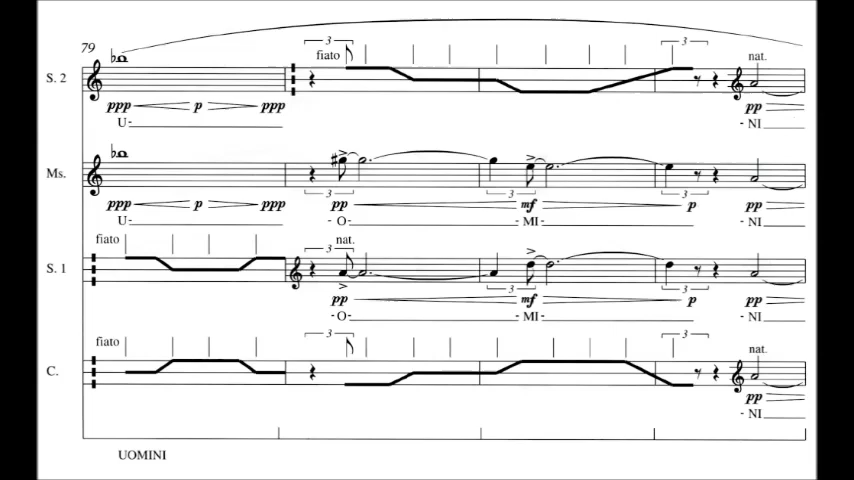 79
3 3
fiato nat.
S. 2
ppp p ppp pp
U- - NI
Ms.
3 3 3
ppp p ppp pp mf p pp
U- - O- - MI- - NI
fiato 3 nat.
S. 1
3 3
pp mf p pp
- O- - MI- - NI
3 3
fiato nat.
C.
pp
- NI
UOMINI